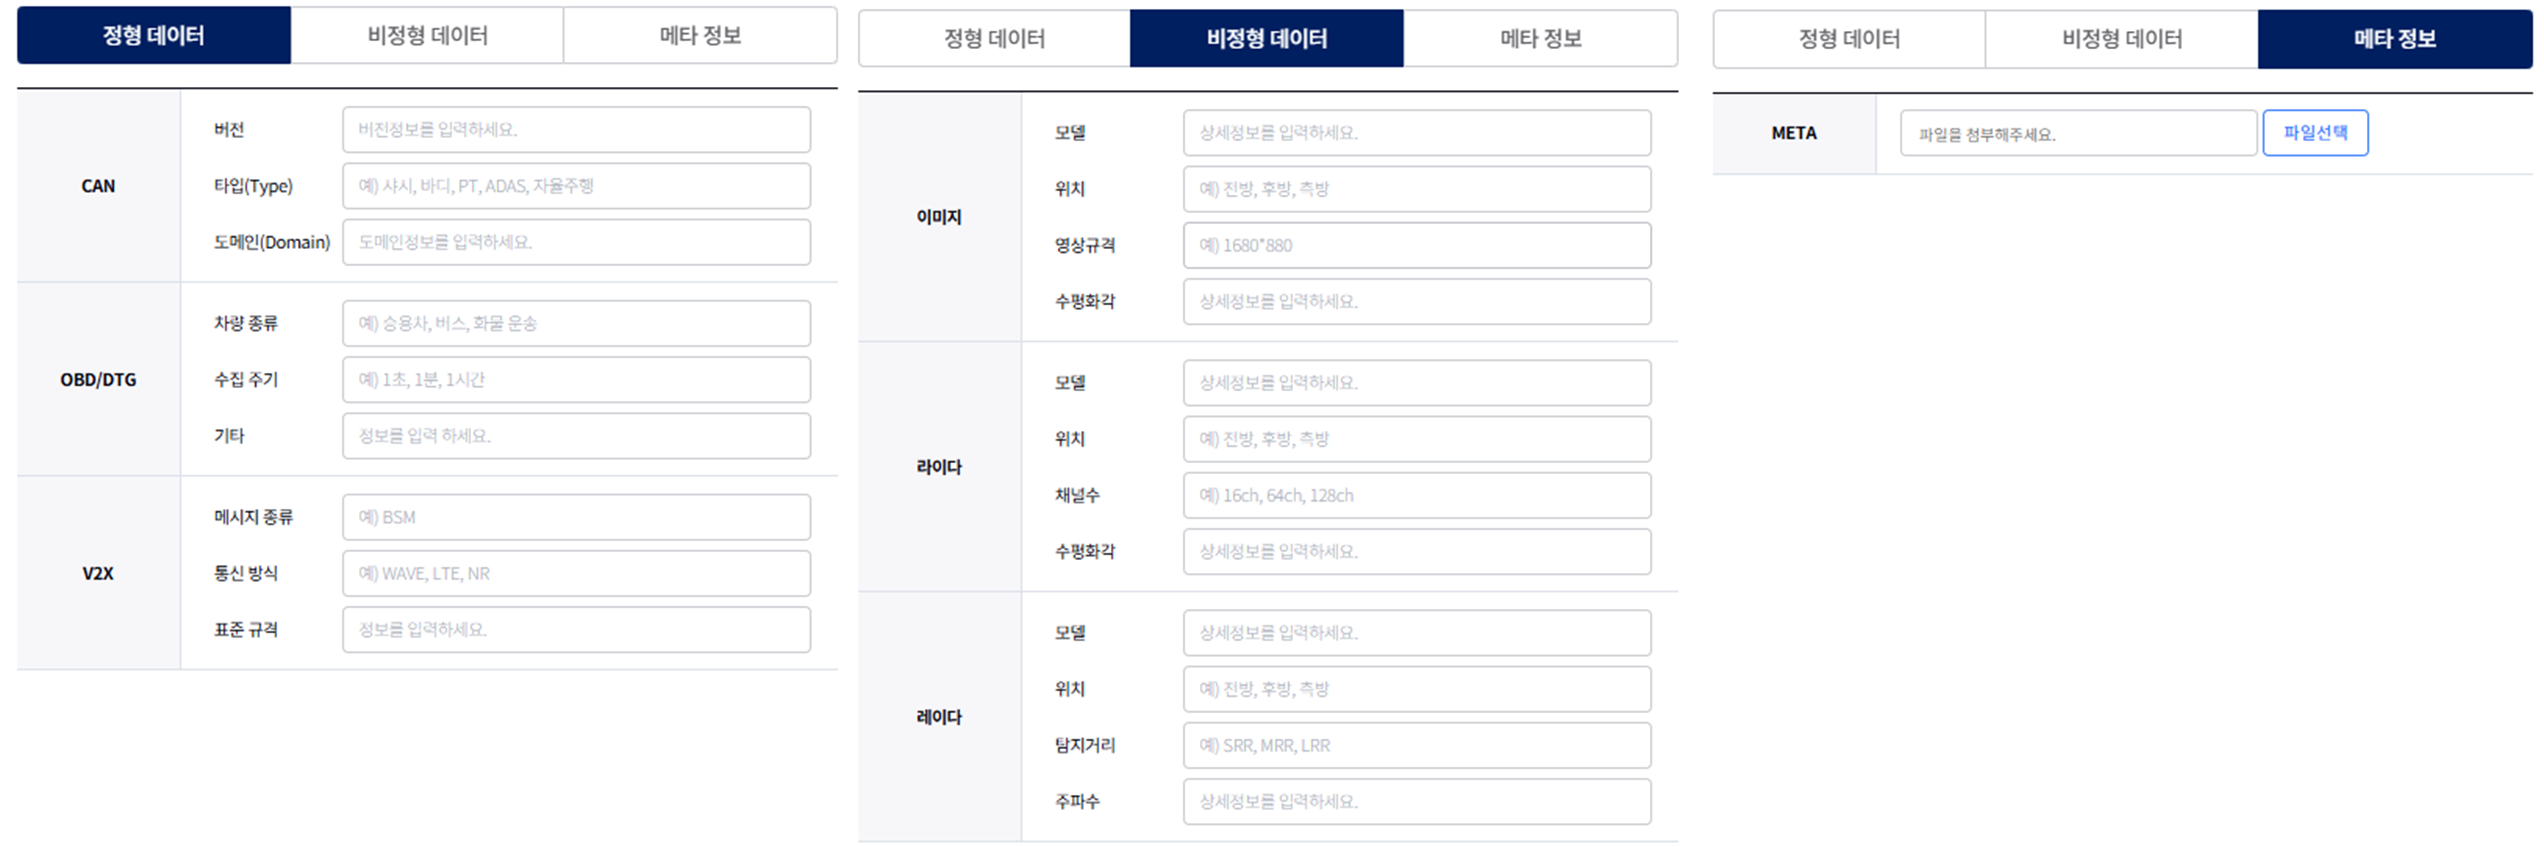 정형 데이터 비정형 데이터 메타 정보
CAN
버전 비전정보를 입력하세요.
타입(Type) 예) 샤시, 바디, PT, ADAS, 자율주행
도메인(Domain) 도메인정보를 입력하세요.
OBD/DTG
차량 종류 예) 승용차, 버스, 화물 운송
수집 주기 예) 1초, 1분, 1시간
기타 정보를 입력 하세요.
V2X
메시지 종류 예) BSM
통신 방식 예) WAVE, LTE, NR
표준 규격 정보를 입력하세요.
정형 데이터 비정형 데이터 메타 정보
이미지
모델 상세정보를 입력하세요.
위치 예) 전방, 후방, 측방
영상규격 예) 1680*880
수평화각 상세정보를 입력하세요.
라이다
모델 상세정보를 입력하세요.
위치 예) 전방, 후방, 측방
채널수 예) 16ch, 64ch, 128ch
수평화각 상세정보를 입력하세요.
레이다
모델 상세정보를 입력하세요.
위치 예) 전방, 후방, 측방
탐지거리 예) SRR, MRR, LRR
주파수 상세정보를 입력하세요.
정형 데이터 비정형 데이터 메타 정보
META 파일을 첨부해주세요. 파일선택